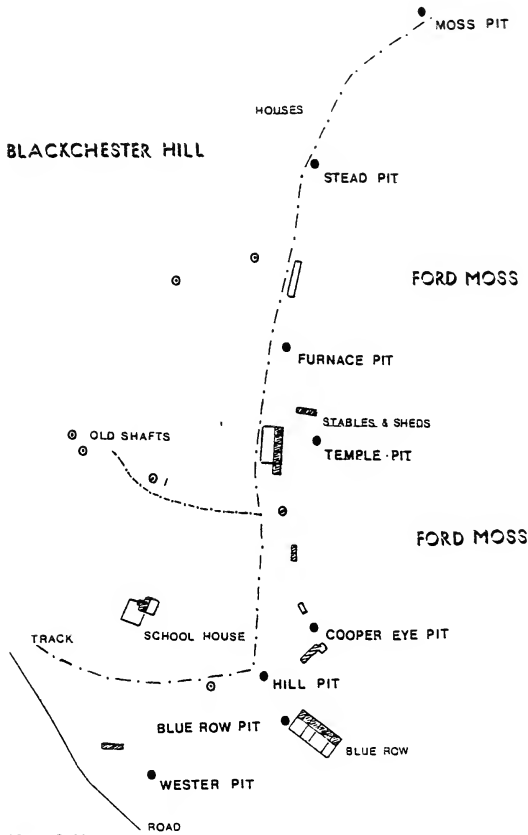 MOSS PIT
HOUSES
BLACKCHESTER HILL
STEAD PIT
FORD MOSS
FURNACE PIT
STABLES & SHEDS
OLD SHAFTS
TEMPLE · PIT
FORD MOSS
COOPER EYE PIT
TRACK
SCHOOL HOUSE
HILL PIT
BLUE ROW PIT
BLUE ROW
WESTER PIT
ROAD